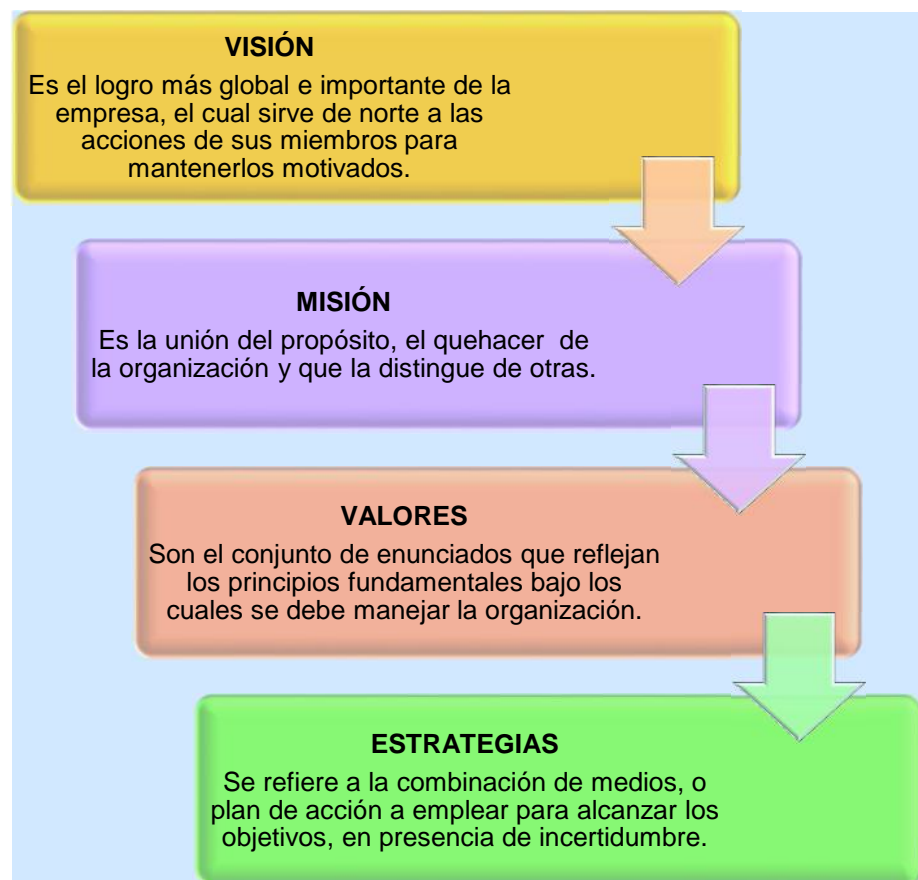 VISIÓN
Es el logro más global e importante de la
empresa, el cual sirve de norte a las
acciones de sus miembros para
mantenerlos motivados.
MISIÓN
Es la unión del propósito, el quehacer de
la organización y que la distingue de otras.
VALORES
Son el conjunto de enunciados que reflejan
los principios fundamentales bajo los
cuales se debe manejar la organización.
ESTRATEGIAS
Se refiere a la combinación de medios, o
plan de acción a emplear para alcanzar los
objetivos, en presencia de incertidumbre.